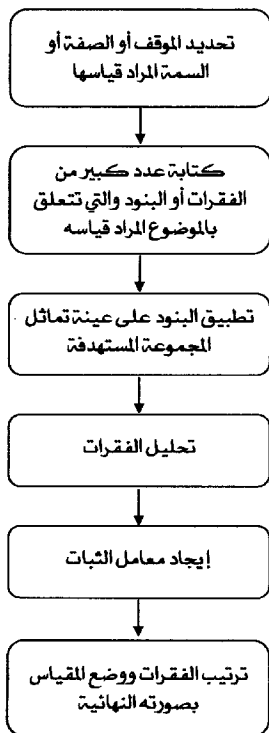 تحديد الموقف أو الصفة أو
السمة المراد قياسها
كتابة عدد كبير من
الفقرات أو البنود والتي تتعلق
بالموضوع المراد قياسه
تطبيق البنود على عينة تماثل
المجموعة المستهدفة
تحليل الفقرات
إيجاد معامل الثبات
ترتيب الفقرات ووضع المقياس
بصورته النهائية